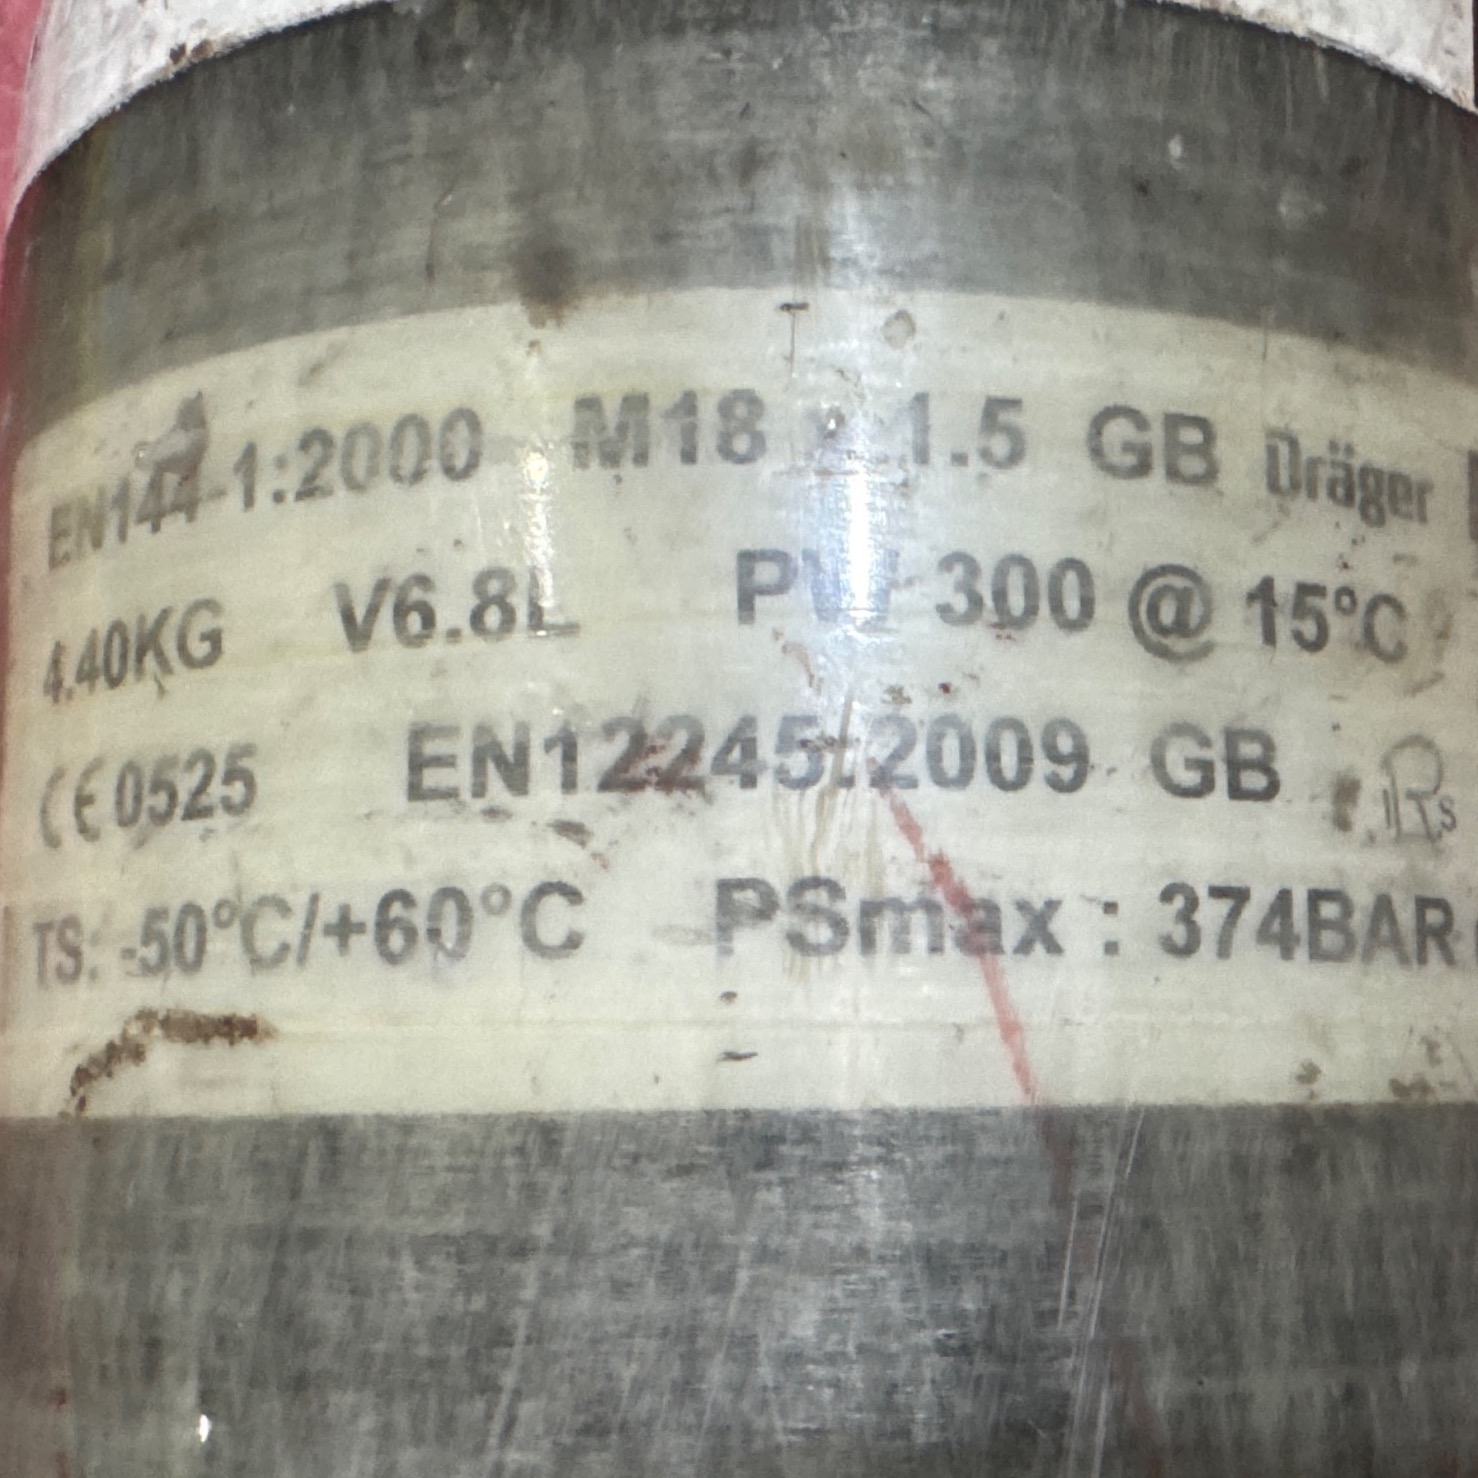 EN144-1:2000 M18 x 1.5 GB Dräger
4.40KG V6.8L PW 300 @ 15°C
CE 0525 EN12245:2009 GB
TS: -50°C/+60°C PSmax : 374BAR